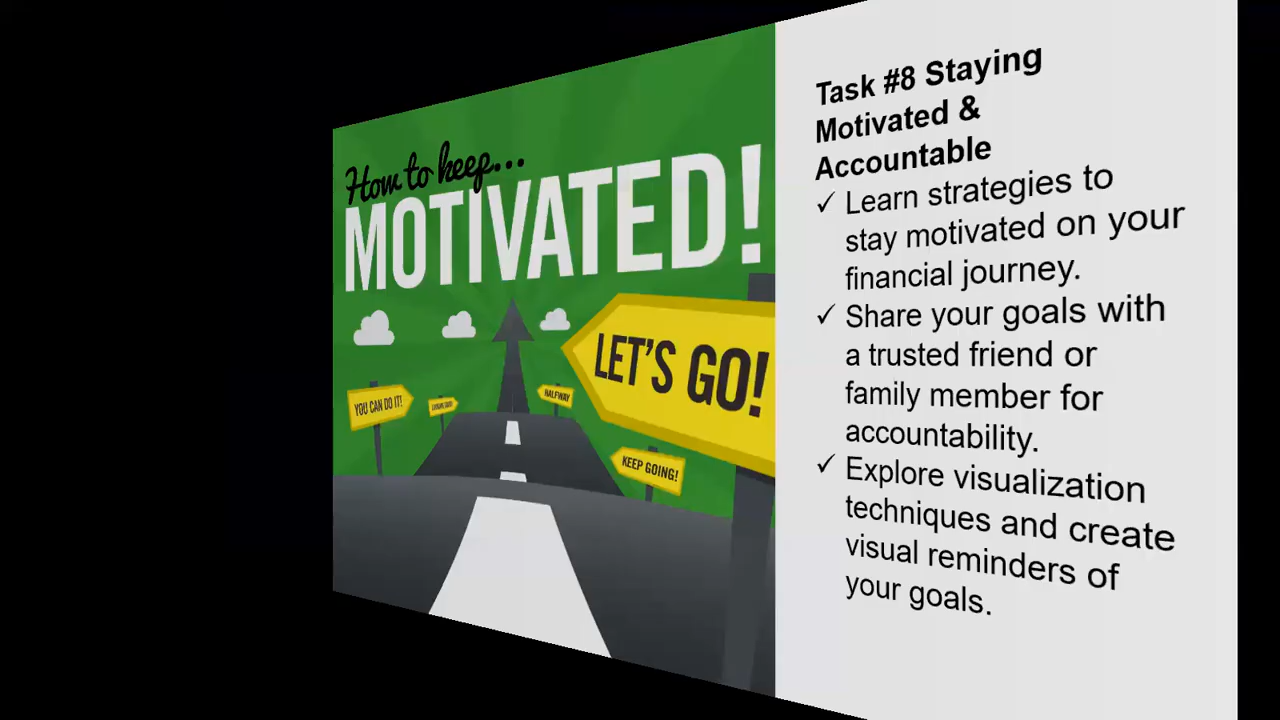 How to keep...
MOTIVATED!
LET'S GO!
YOU CAN DO IT!
HALFWAY
KEEP GOING!
Task #8 Staying
Motivated &
Accountable
✓ Learn strategies to
stay motivated on your
financial journey.
✓ Share your goals with
a trusted friend or
family member for
accountability.
✓ Explore visualization
techniques and create
visual reminders of
your goals.